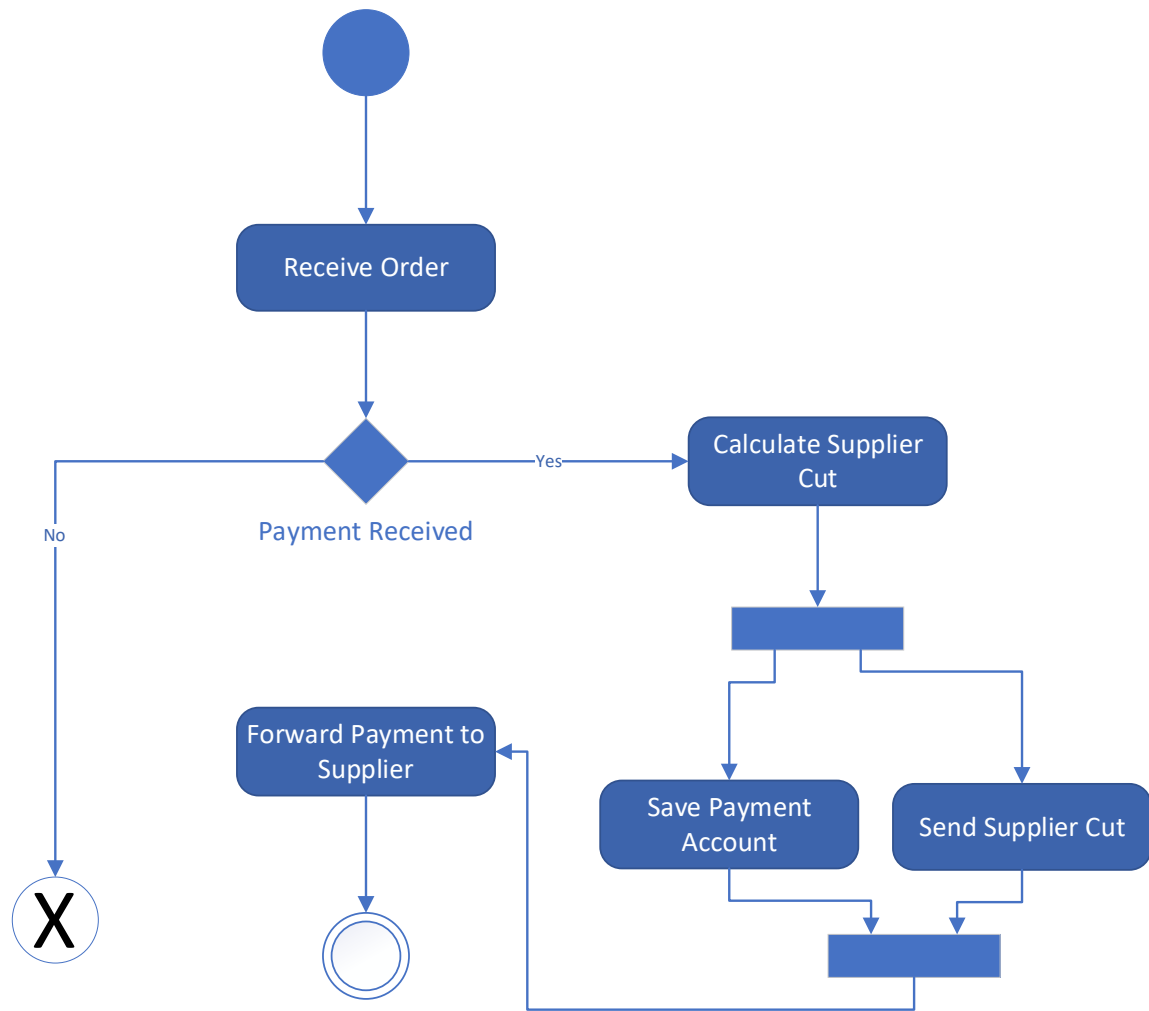 Receive Order
Calculate Supplier
Cut
Yes
Payment Received
No
Forward Payment to
Supplier
Save Payment
Account
Send Supplier Cut
X